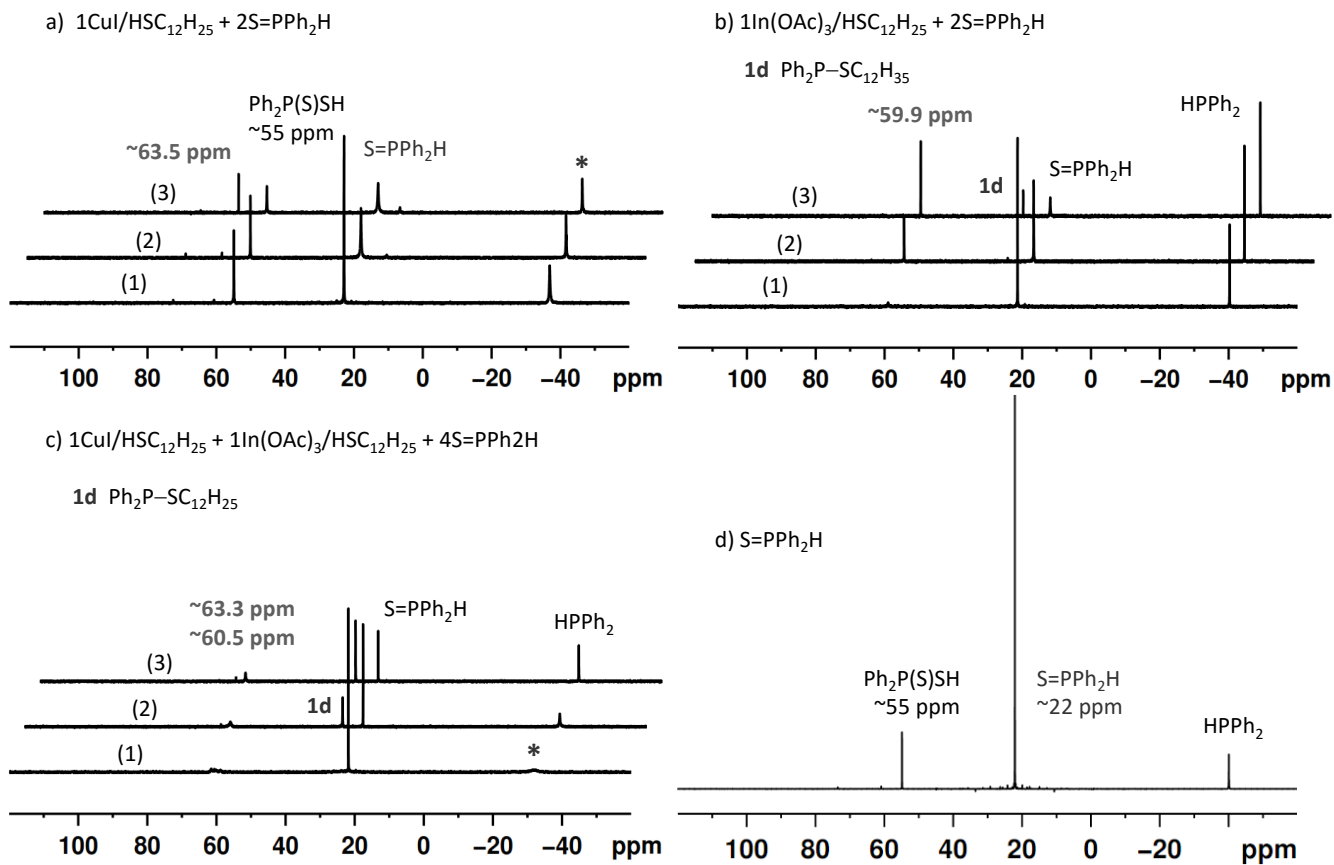 a) 1CuI/HSC₁₂H₂₅ + 2S=PPh₂H
Ph₂P(S)SH
~55 ppm
~63.5 ppm
S=PPh₂H
*
(3)
(2)
(1)
100 80 60 40 20 0 −20 −40 ppm
b) 1In(OAc)₃/HSC₁₂H₂₅ + 2S=PPh₂H
1d Ph₂P−SC₁₂H₃₅
HPPh₂
~59.9 ppm
S=PPh₂H
1d
(3)
(2)
(1)
100 80 60 40 20 0 −20 −40 ppm
c) 1CuI/HSC₁₂H₂₅ + 1In(OAc)₃/HSC₁₂H₂₅ + 4S=PPh2H
1d Ph₂P−SC₁₂H₂₅
~63.3 ppm
~60.5 ppm
S=PPh₂H
HPPh₂
(3)
1d
(2)
(1)
*
100 80 60 40 20 0 −20 −40 ppm
d) S=PPh₂H
Ph₂P(S)SH
~55 ppm
S=PPh₂H
~22 ppm
HPPh₂
100 80 60 40 20 0 −20 ppm